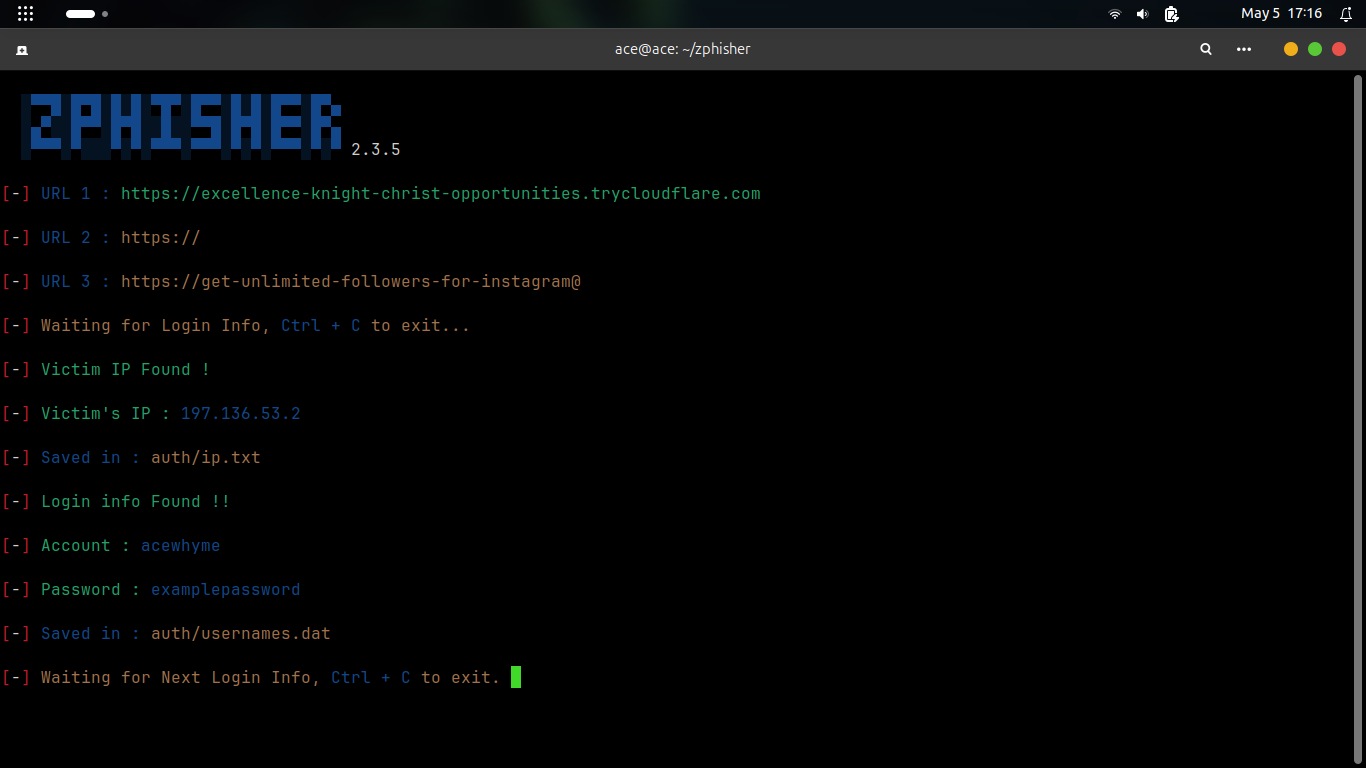 May 5 17:16
ace@ace: ~/zphisher
ZPHISHER 2.3.5
[-] URL 1 : https://excellence-knight-christ-opportunities.trycloudflare.com
[-] URL 2 : https://
[-] URL 3 : https://get-unlimited-followers-for-instagram@
[-] Waiting for Login Info, Ctrl + C to exit...
[-] Victim IP Found !
[-] Victim's IP : 197.136.53.2
[-] Saved in : auth/ip.txt
[-] Login info Found !!
[-] Account : acewhyme
[-] Password : examplepassword
[-] Saved in : auth/usernames.dat
[-] Waiting for Next Login Info, Ctrl + C to exit.